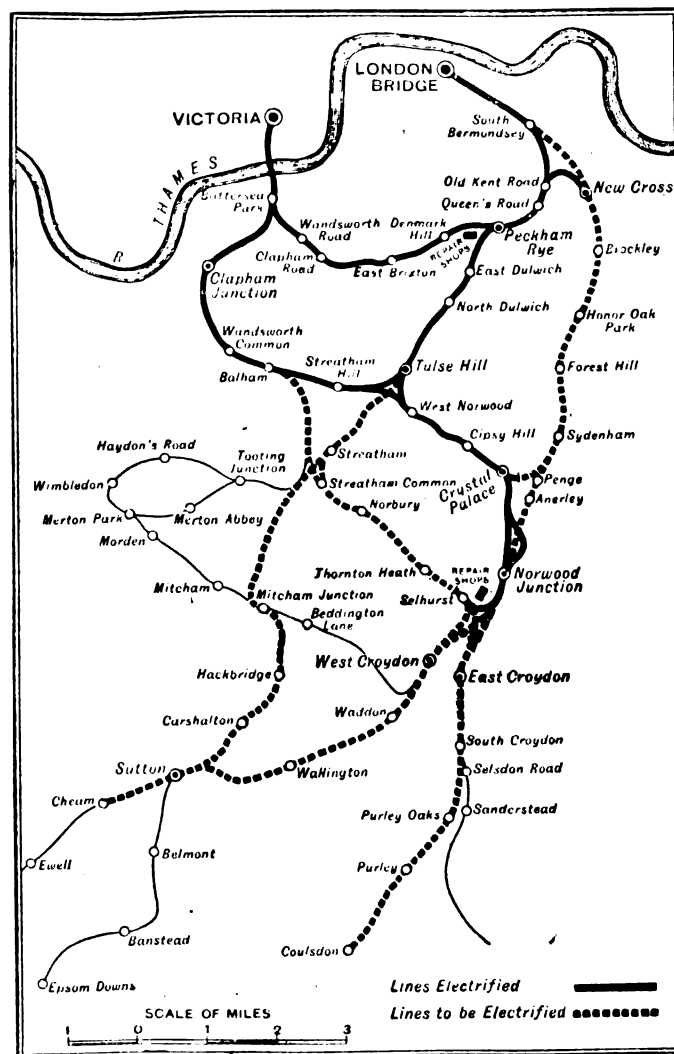 LONDON
BRIDGE
VICTORIA
SOUTH
BERMONDSEY
R. THAMES
Battersea
Park
Old Kent Road
Queen's Road
New Cross
Wandsworth
Road
Denmark
Hill
REPAIR
SHOPS
Peckham
Rye
Clapham
Road
East Brixton
East Dulwich
Brockley
Clapham
Junction
North Dulwich
Honor Oak
Park
Wandsworth
Common
Balham
Streatham
Hill
Tulse Hill
Forest Hill
West Norwood
Haydon's Road
Tooting
Junction
Streatham
Gipsy Hill
Sydenham
Wimbledon
Streatham Common
Crystal
Palace
Penge
Anerley
Merton Park
Merton Abbey
Norbury
Morden
Mitcham
Mitcham Junction
Thornton Heath
REPAIR
SHOPS
Norwood
Junction
Selhurst
Beddington
Lane
Hackbridge
West Croydon
East Croydon
Carshalton
Waddon
South Croydon
Sutton
Wallington
Selsdon Road
Cheam
Purley Oaks
Sanderstead
Ewell
Belmont
Purley
Banstead
Coulsdon
Epsom Downs
Lines Electrified
Lines to be Electrified
SCALE OF MILES
1 0 1 2 3